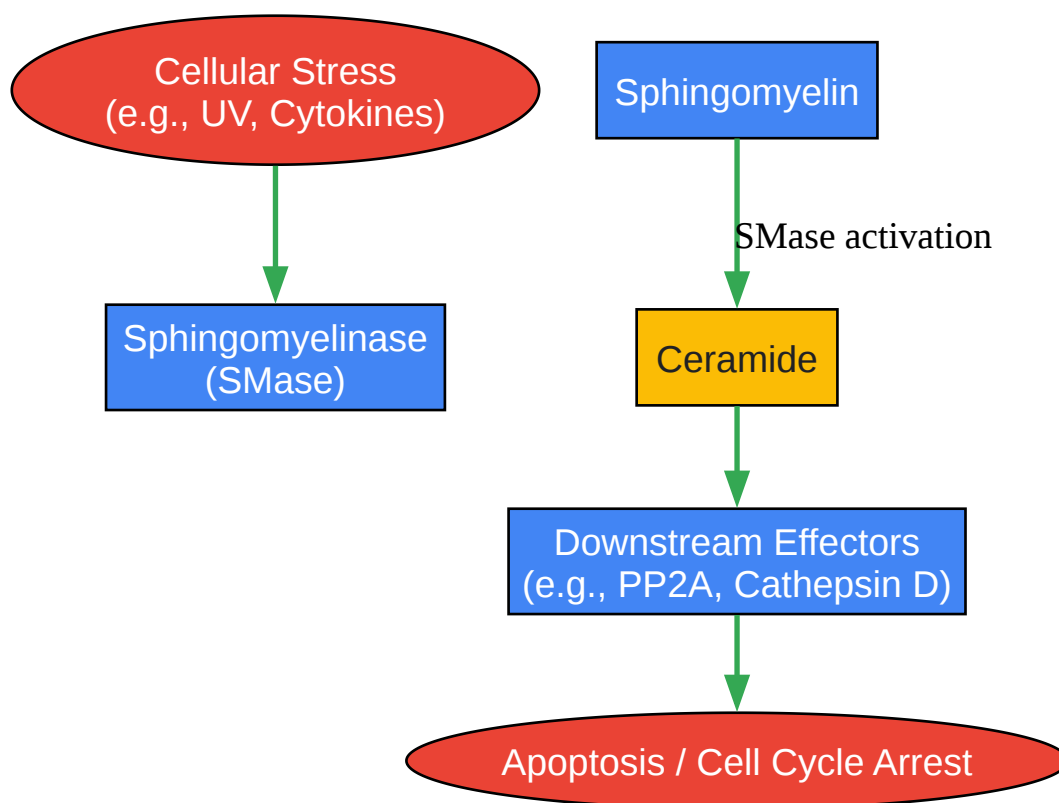 Cellular Stress
(e.g., UV, Cytokines)
Sphingomyelin
SMase activation
Sphingomyelinase
(SMase)
Ceramide
Downstream Effectors
(e.g., PP2A, Cathepsin D)
Apoptosis / Cell Cycle Arrest